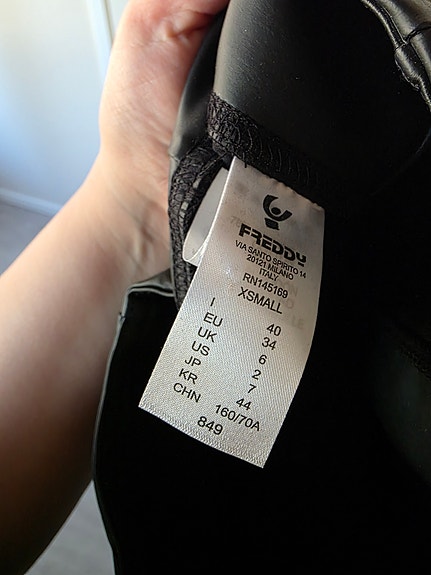 FREDDY
VIA SANTO SPIRITO 14
20121 MILANO
ITALY
RN145169
XSMALL
I 40
EU 34
UK 6
US 2
JP 7
KR 44
CHN 160/70A
849